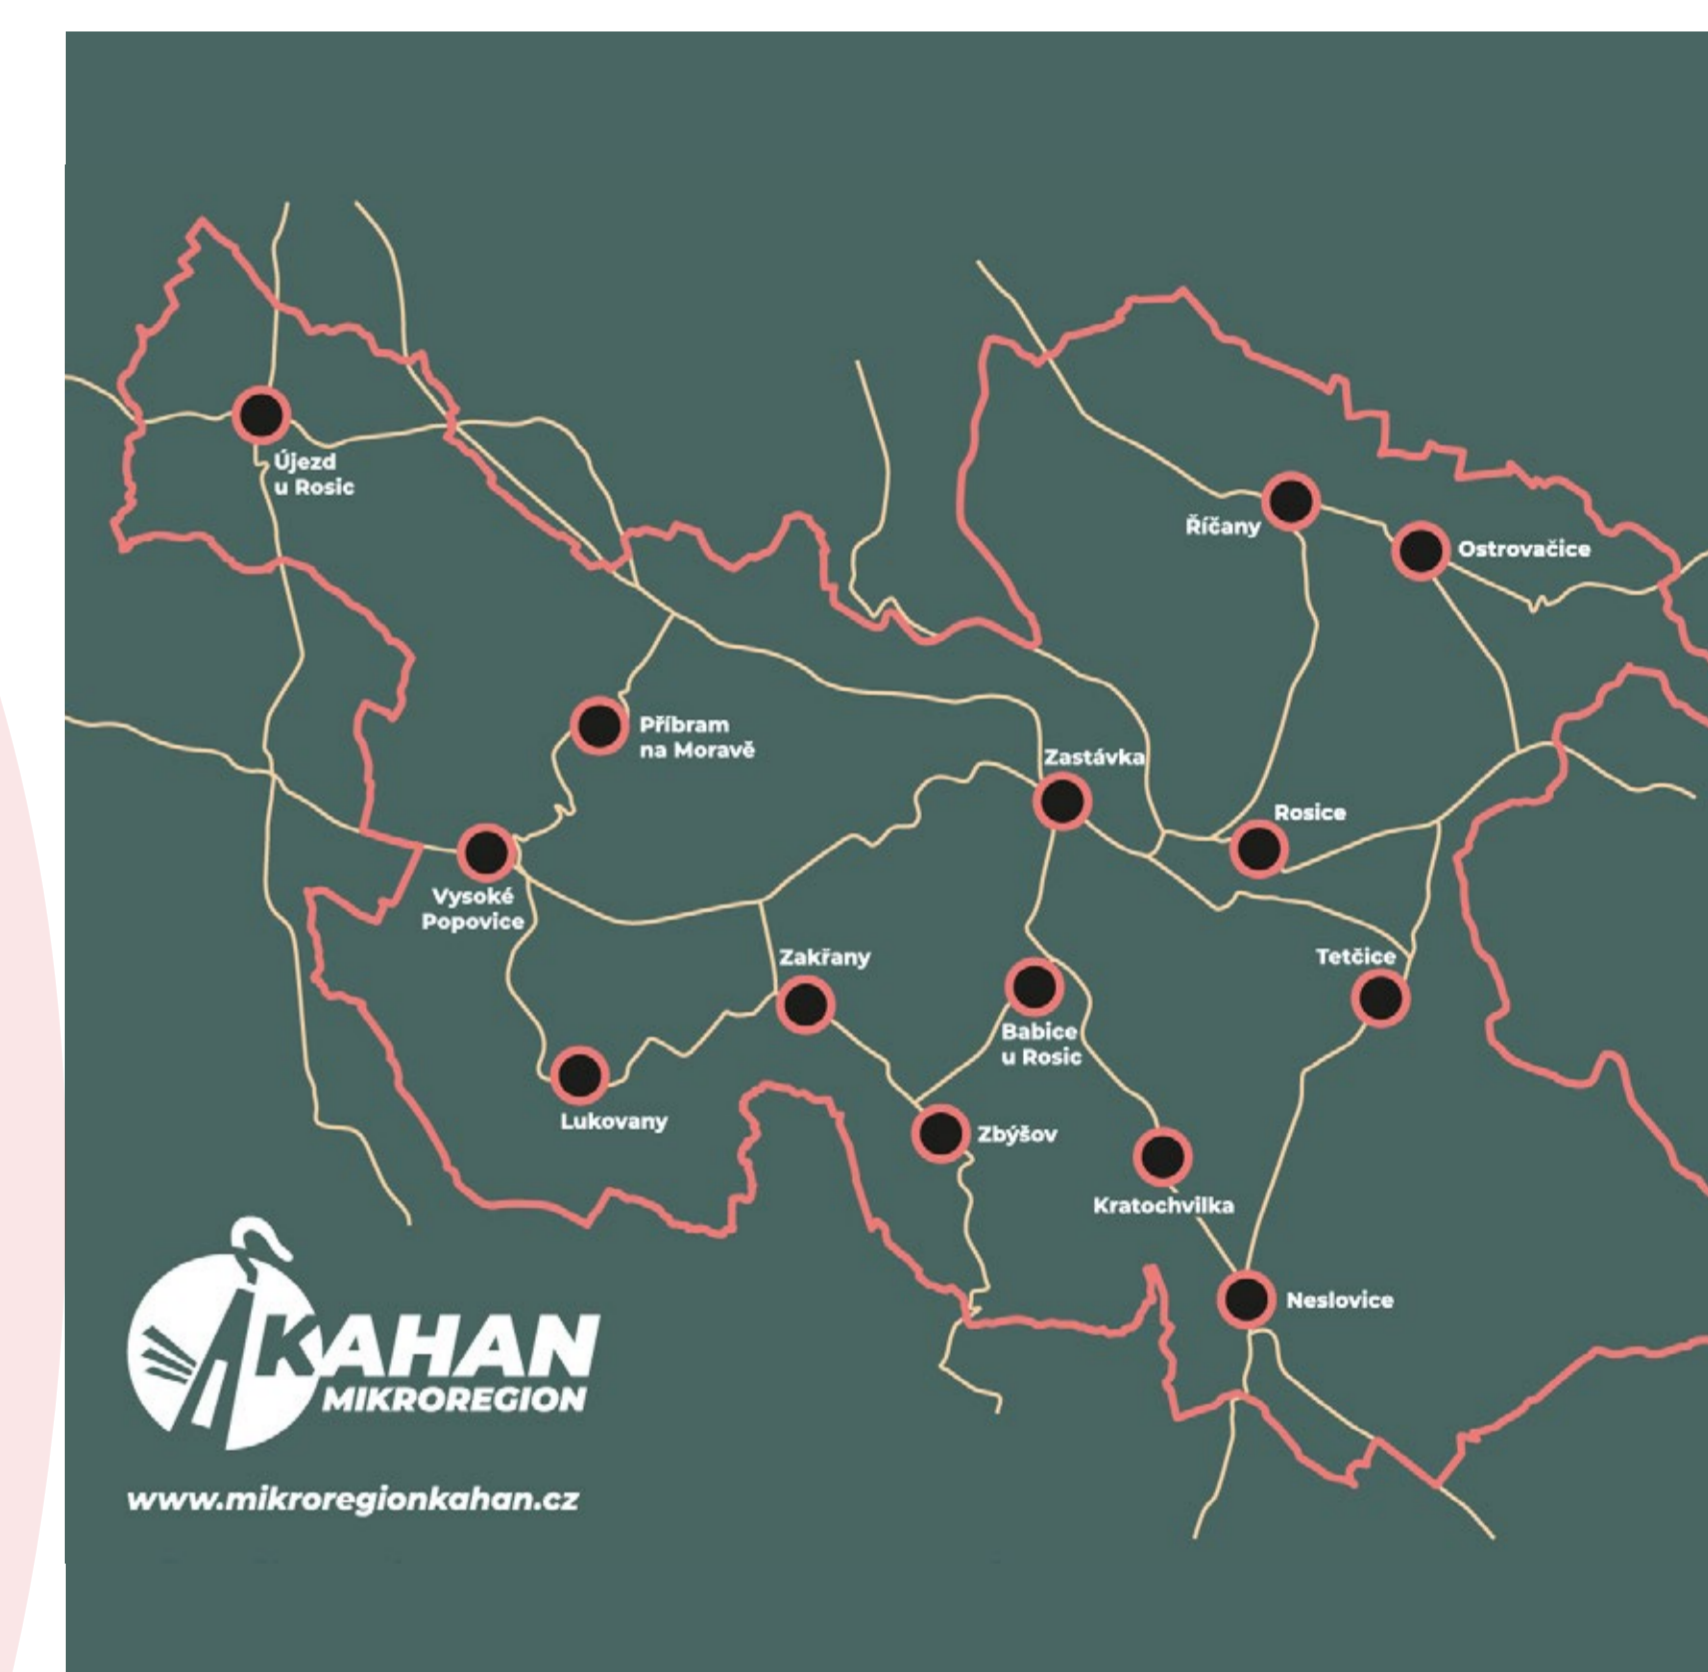 Újezd
u Rosic
Říčany
Ostrovačice
Příbram
na Moravě
Zastávka
Rosice
Vysoké
Popovice
Zakřany
Tetčice
Babice
u Rosic
Lukovany
Zbýšov
Kratochvilka
Neslovice
KAHAN
MIKROREGION
www.mikroregionkahan.cz